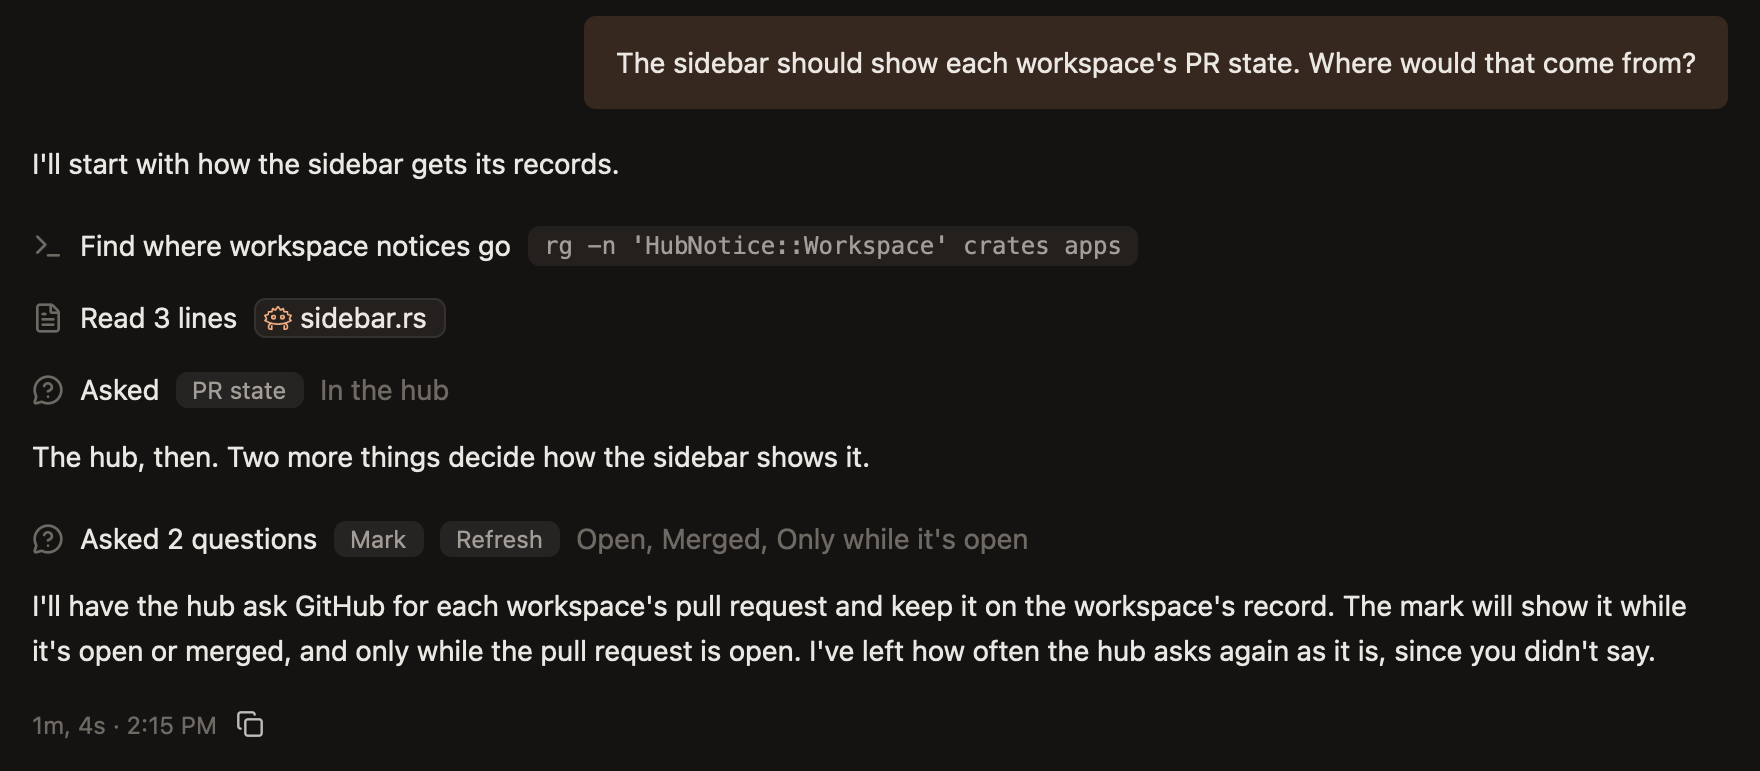 The sidebar should show each workspace's PR state. Where would that come from?
I'll start with how the sidebar gets its records.
Find where workspace notices go rg -n 'HubNotice::Workspace' crates apps
Read 3 lines sidebar.rs
Asked PR state In the hub
The hub, then. Two more things decide how the sidebar shows it.
Asked 2 questions Mark Refresh Open, Merged, Only while it's open
I'll have the hub ask GitHub for each workspace's pull request and keep it on the workspace's record. The mark will show it while
it's open or merged, and only while the pull request is open. I've left how often the hub asks again as it is, since you didn't say.
1m, 4s · 2:15 PM